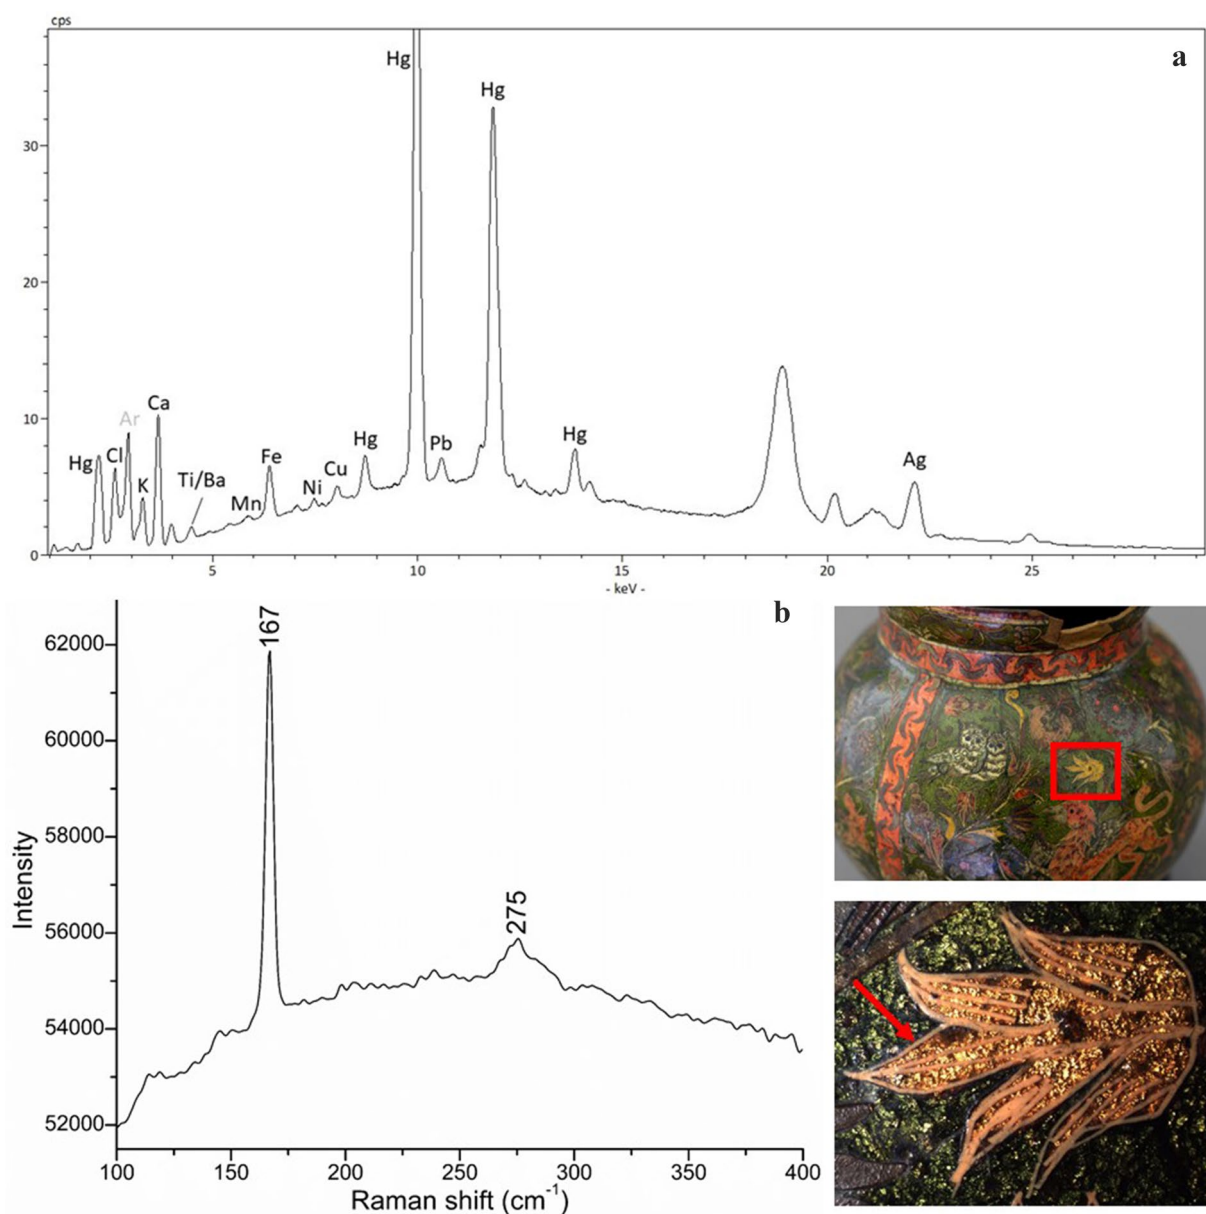 cps
a
Hg
Hg
30
20
10
0
Hg
Cl
Ar
K
Ca
Ti/Ba
Mn
Fe
Ni
Cu
Hg
Pb
Hg
Ag
5
10
15
20
25
- keV -
b
62000
60000
58000
56000
54000
52000
Intensity
167
275
100
150
200
250
300
350
400
Raman shift (cm⁻¹)